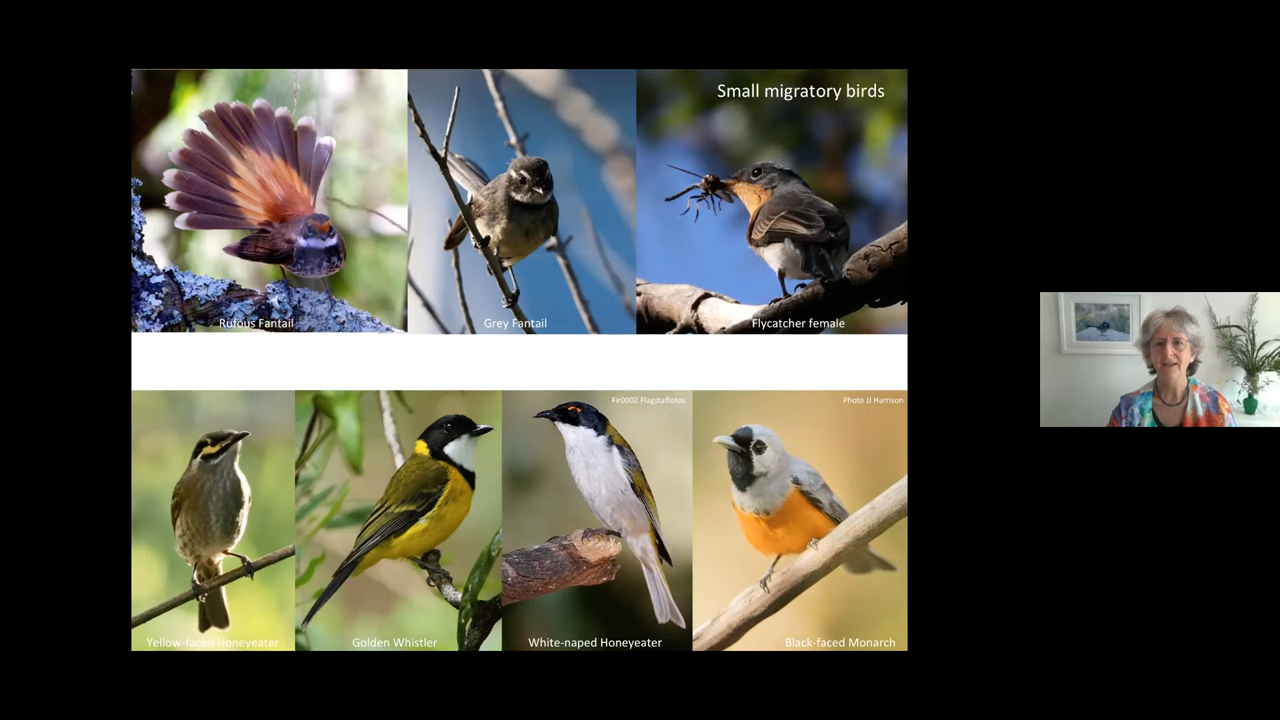 Small migratory birds
Rufous Fantail
Grey Fantail
Flycatcher female
Fir0002 Flagstaffotos
Photo JJ Harrison
Yellow-faced Honeyeater
Golden Whistler
White-naped Honeyeater
Black-faced Monarch